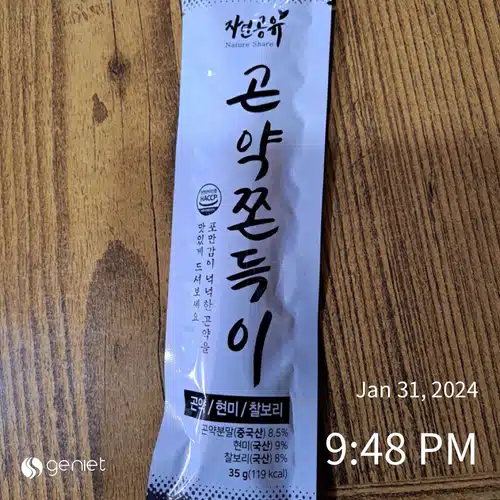 자연공유
Nature Share
곤약쫀득이
HACCP
포만감이 넉넉한 곤약을
맛있게 드셔보세요
곤약/현미/찰보리
곤약분말(중국산) 8.5%
현미(국산) 9%
찰보리(국산) 8%
35 g(119 kcal)
Jan 31, 2024
9:48 PM
geniet